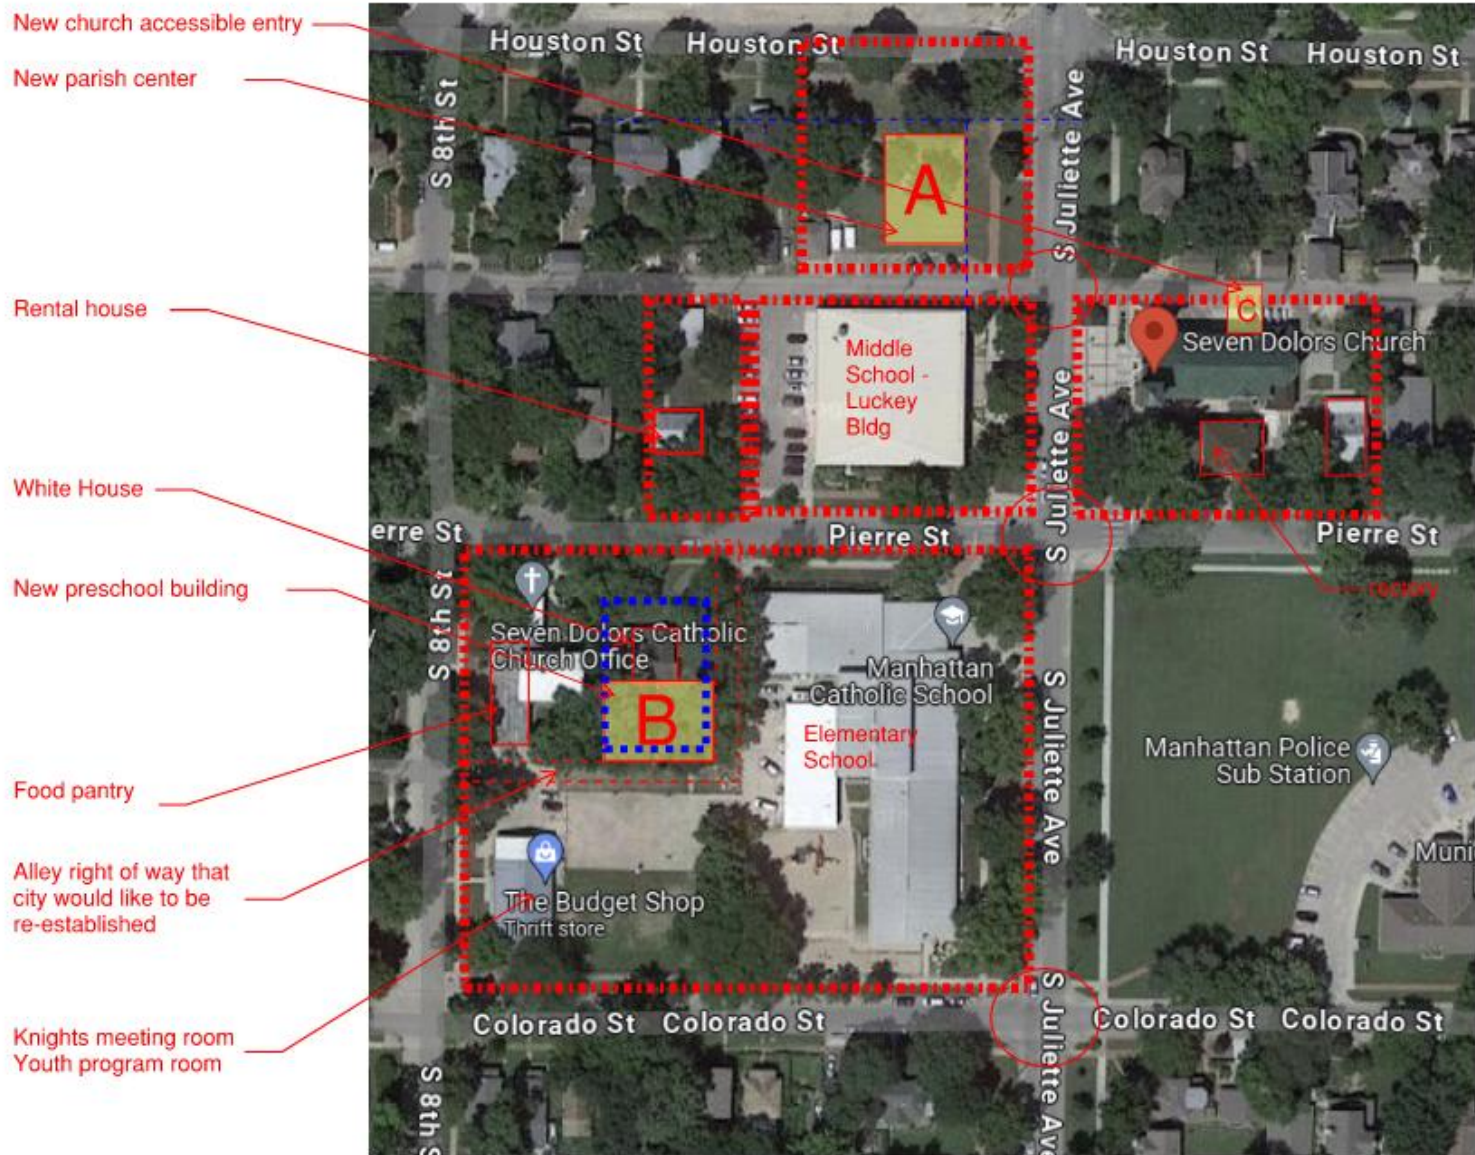 New church accessible entry
New parish center
Houston St
Houston St
Houston St
Houston St
S 8th St
S Juliette Ave
A
C
Rental house
Middle
School -
Luckey
Bldg
Seven Dolors Church
S Juliette Ave
White House
erre St
Pierre St
Pierre St
New preschool building
rectory
S 8th St
Seven Dolors Catholic
Church Office
Manhattan
Catholic School
B
Elementary
School
S Juliette Ave
Manhattan Police
Sub Station
Food pantry
Muni
Alley right of way that
city would like to be
re-established
The Budget Shop
Thrift store
Knights meeting room
Youth program room
Colorado St
Colorado St
Colorado St
Colorado St
S 8th S
S Juliette Ave